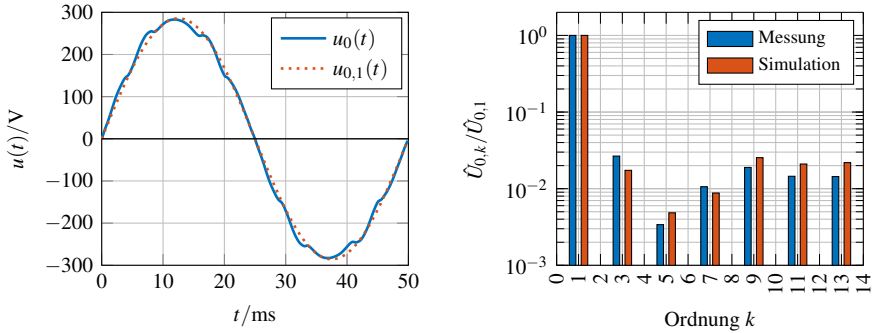 300
200
100
0
−100
−200
−300
0
10
20
30
40
50
u(t)/V
t/ms
u₀(t)
u₀,₁(t)
10⁰
10⁻¹
10⁻²
10⁻³
0 1 2 3 4 5 6 7 8 9 10 11 12 13 14
Û₀,ₖ/Û₀,₁
Ordnung k
Messung
Simulation